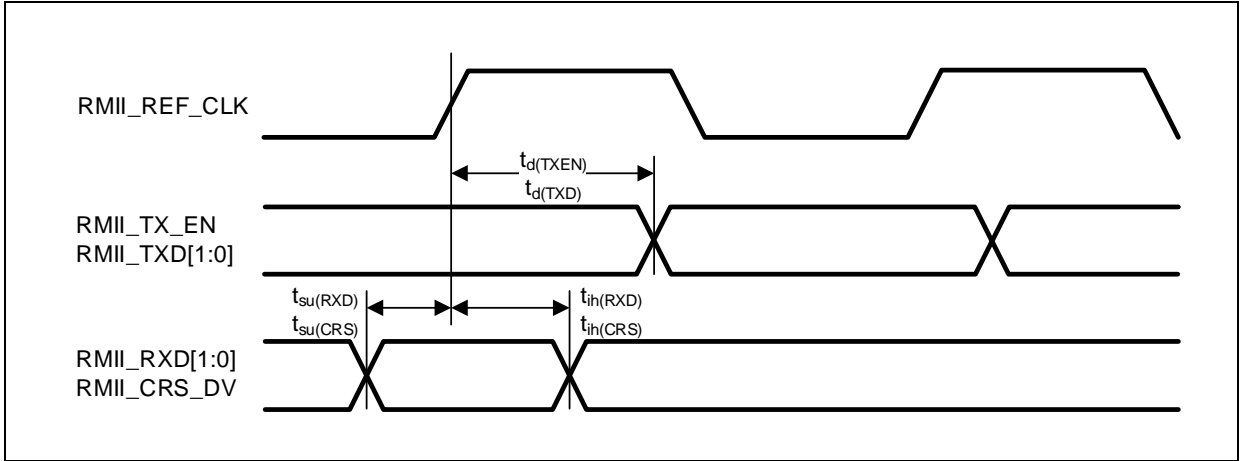 RMII_REF_CLK
td(TXEN)
td(TXD)
RMII_TX_EN
RMII_TXD[1:0]
tsu(RXD) tih(RXD)
tsu(CRS) tih(CRS)
RMII_RXD[1:0]
RMII_CRS_DV